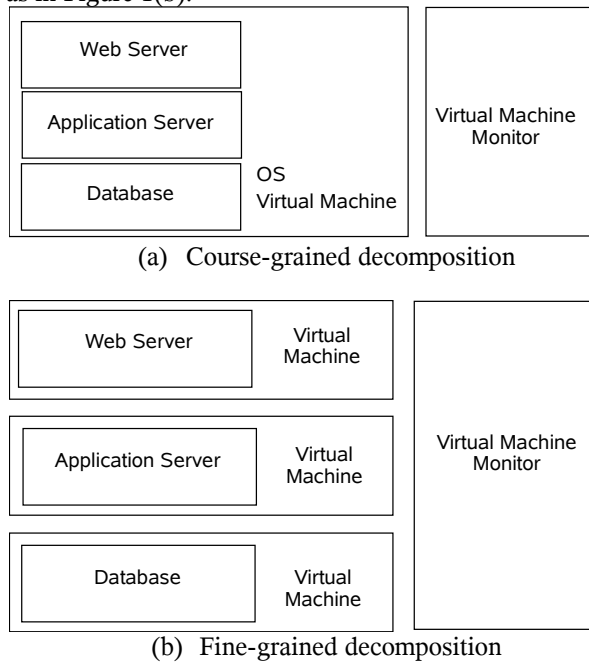 as in Figure 1(b).
Web Server
Application Server
Database
OS
Virtual Machine
Virtual Machine
Monitor
(a) Course-grained decomposition
Web Server
Virtual
Machine
Application Server
Virtual
Machine
Database
Virtual
Machine
Virtual Machine
Monitor
(b) Fine-grained decomposition